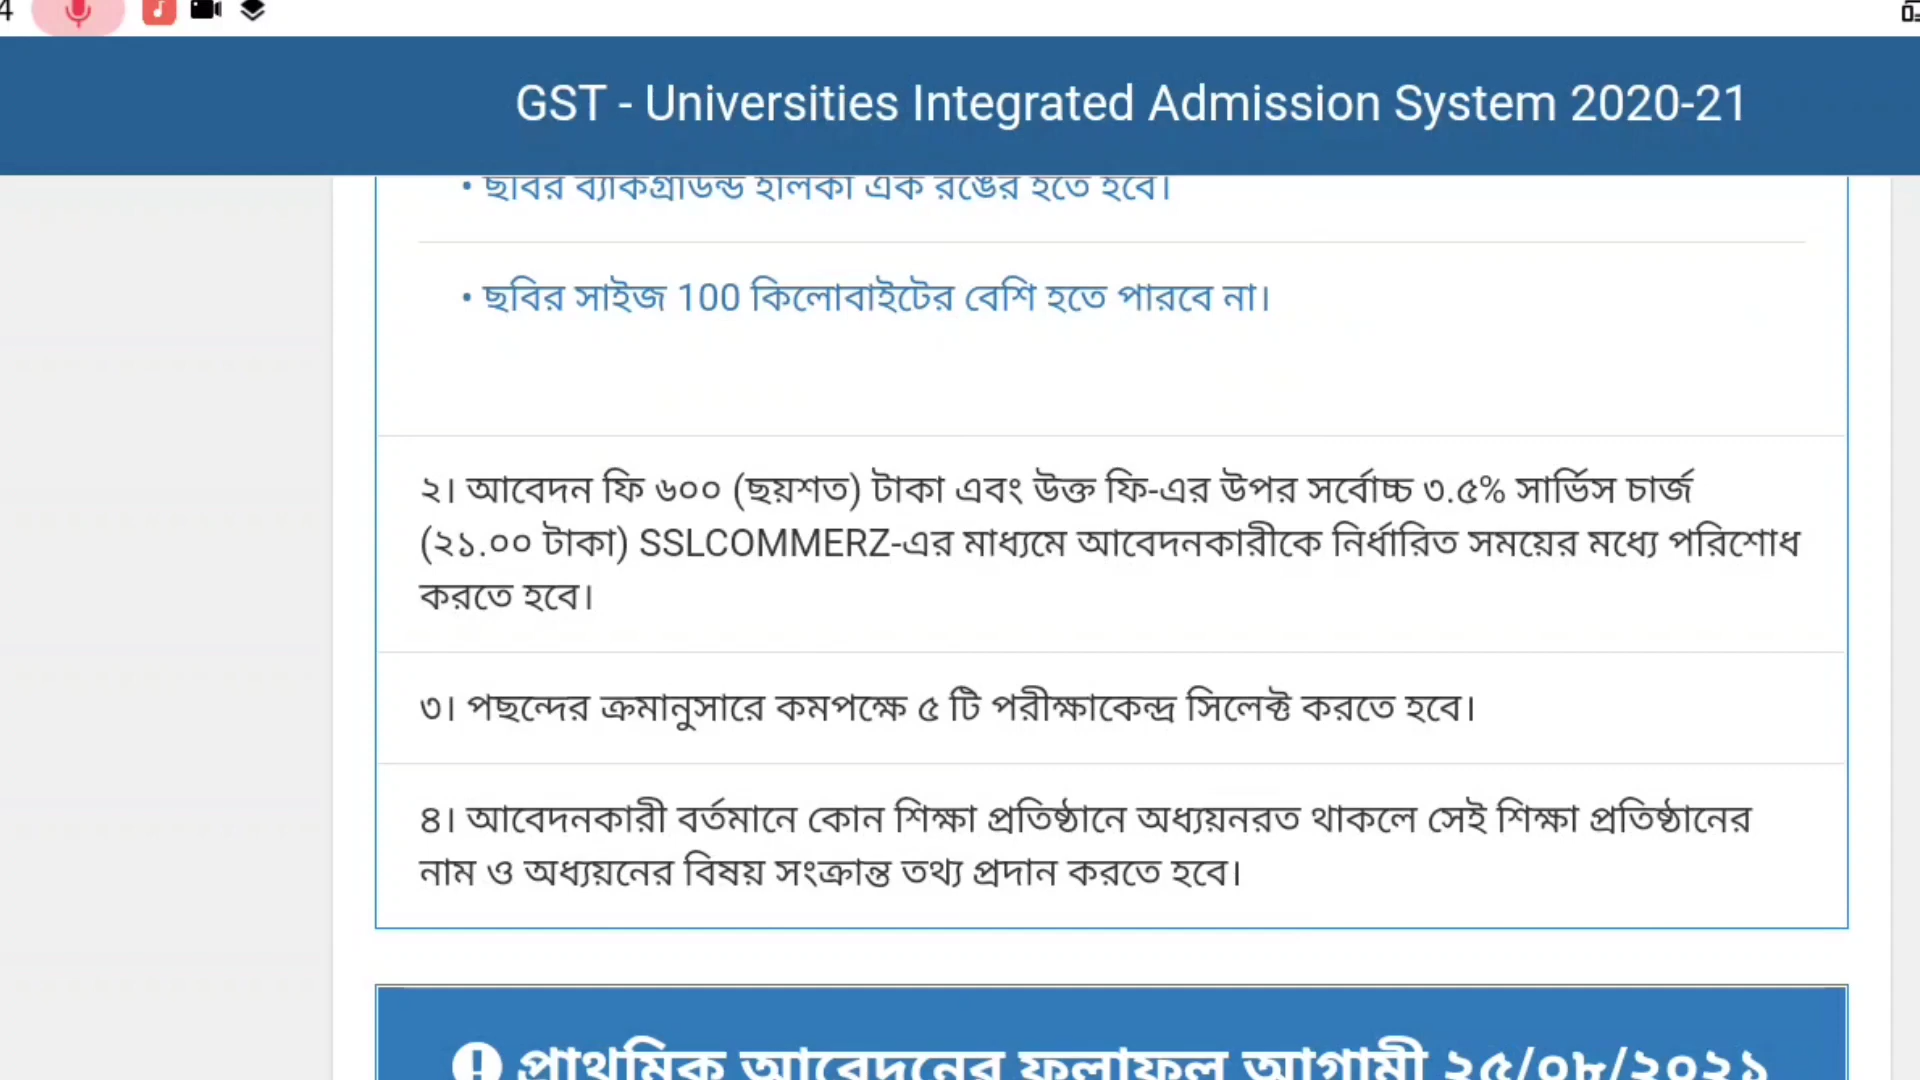 4
GST - Universities Integrated Admission System 2020-21
• ছবির ব্যাকগ্রাউন্ড হালকা এক রঙের হতে হবে।
• ছবির সাইজ 100 কিলোবাইটের বেশি হতে পারবে না।
২। আবেদন ফি ৬০০ (ছয়শত) টাকা এবং উক্ত ফি-এর উপর সর্বোচ্চ ৩.৫% সার্ভিস চার্জ
(২১.০০ টাকা) SSLCOMMERZ-এর মাধ্যমে আবেদনকারীকে নির্ধারিত সময়ের মধ্যে পরিশোধ
করতে হবে।
৩। পছন্দের ক্রমানুসারে কমপক্ষে ৫ টি পরীক্ষাকেন্দ্র সিলেক্ট করতে হবে।
৪। আবেদনকারী বর্তমানে কোন শিক্ষা প্রতিষ্ঠানে অধ্যয়নরত থাকলে সেই শিক্ষা প্রতিষ্ঠানের
নাম ও অধ্যয়নের বিষয় সংক্রান্ত তথ্য প্রদান করতে হবে।
প্রাথমিক আবেদনের ফলাফল আগামী ২৫/০৮/২০২১